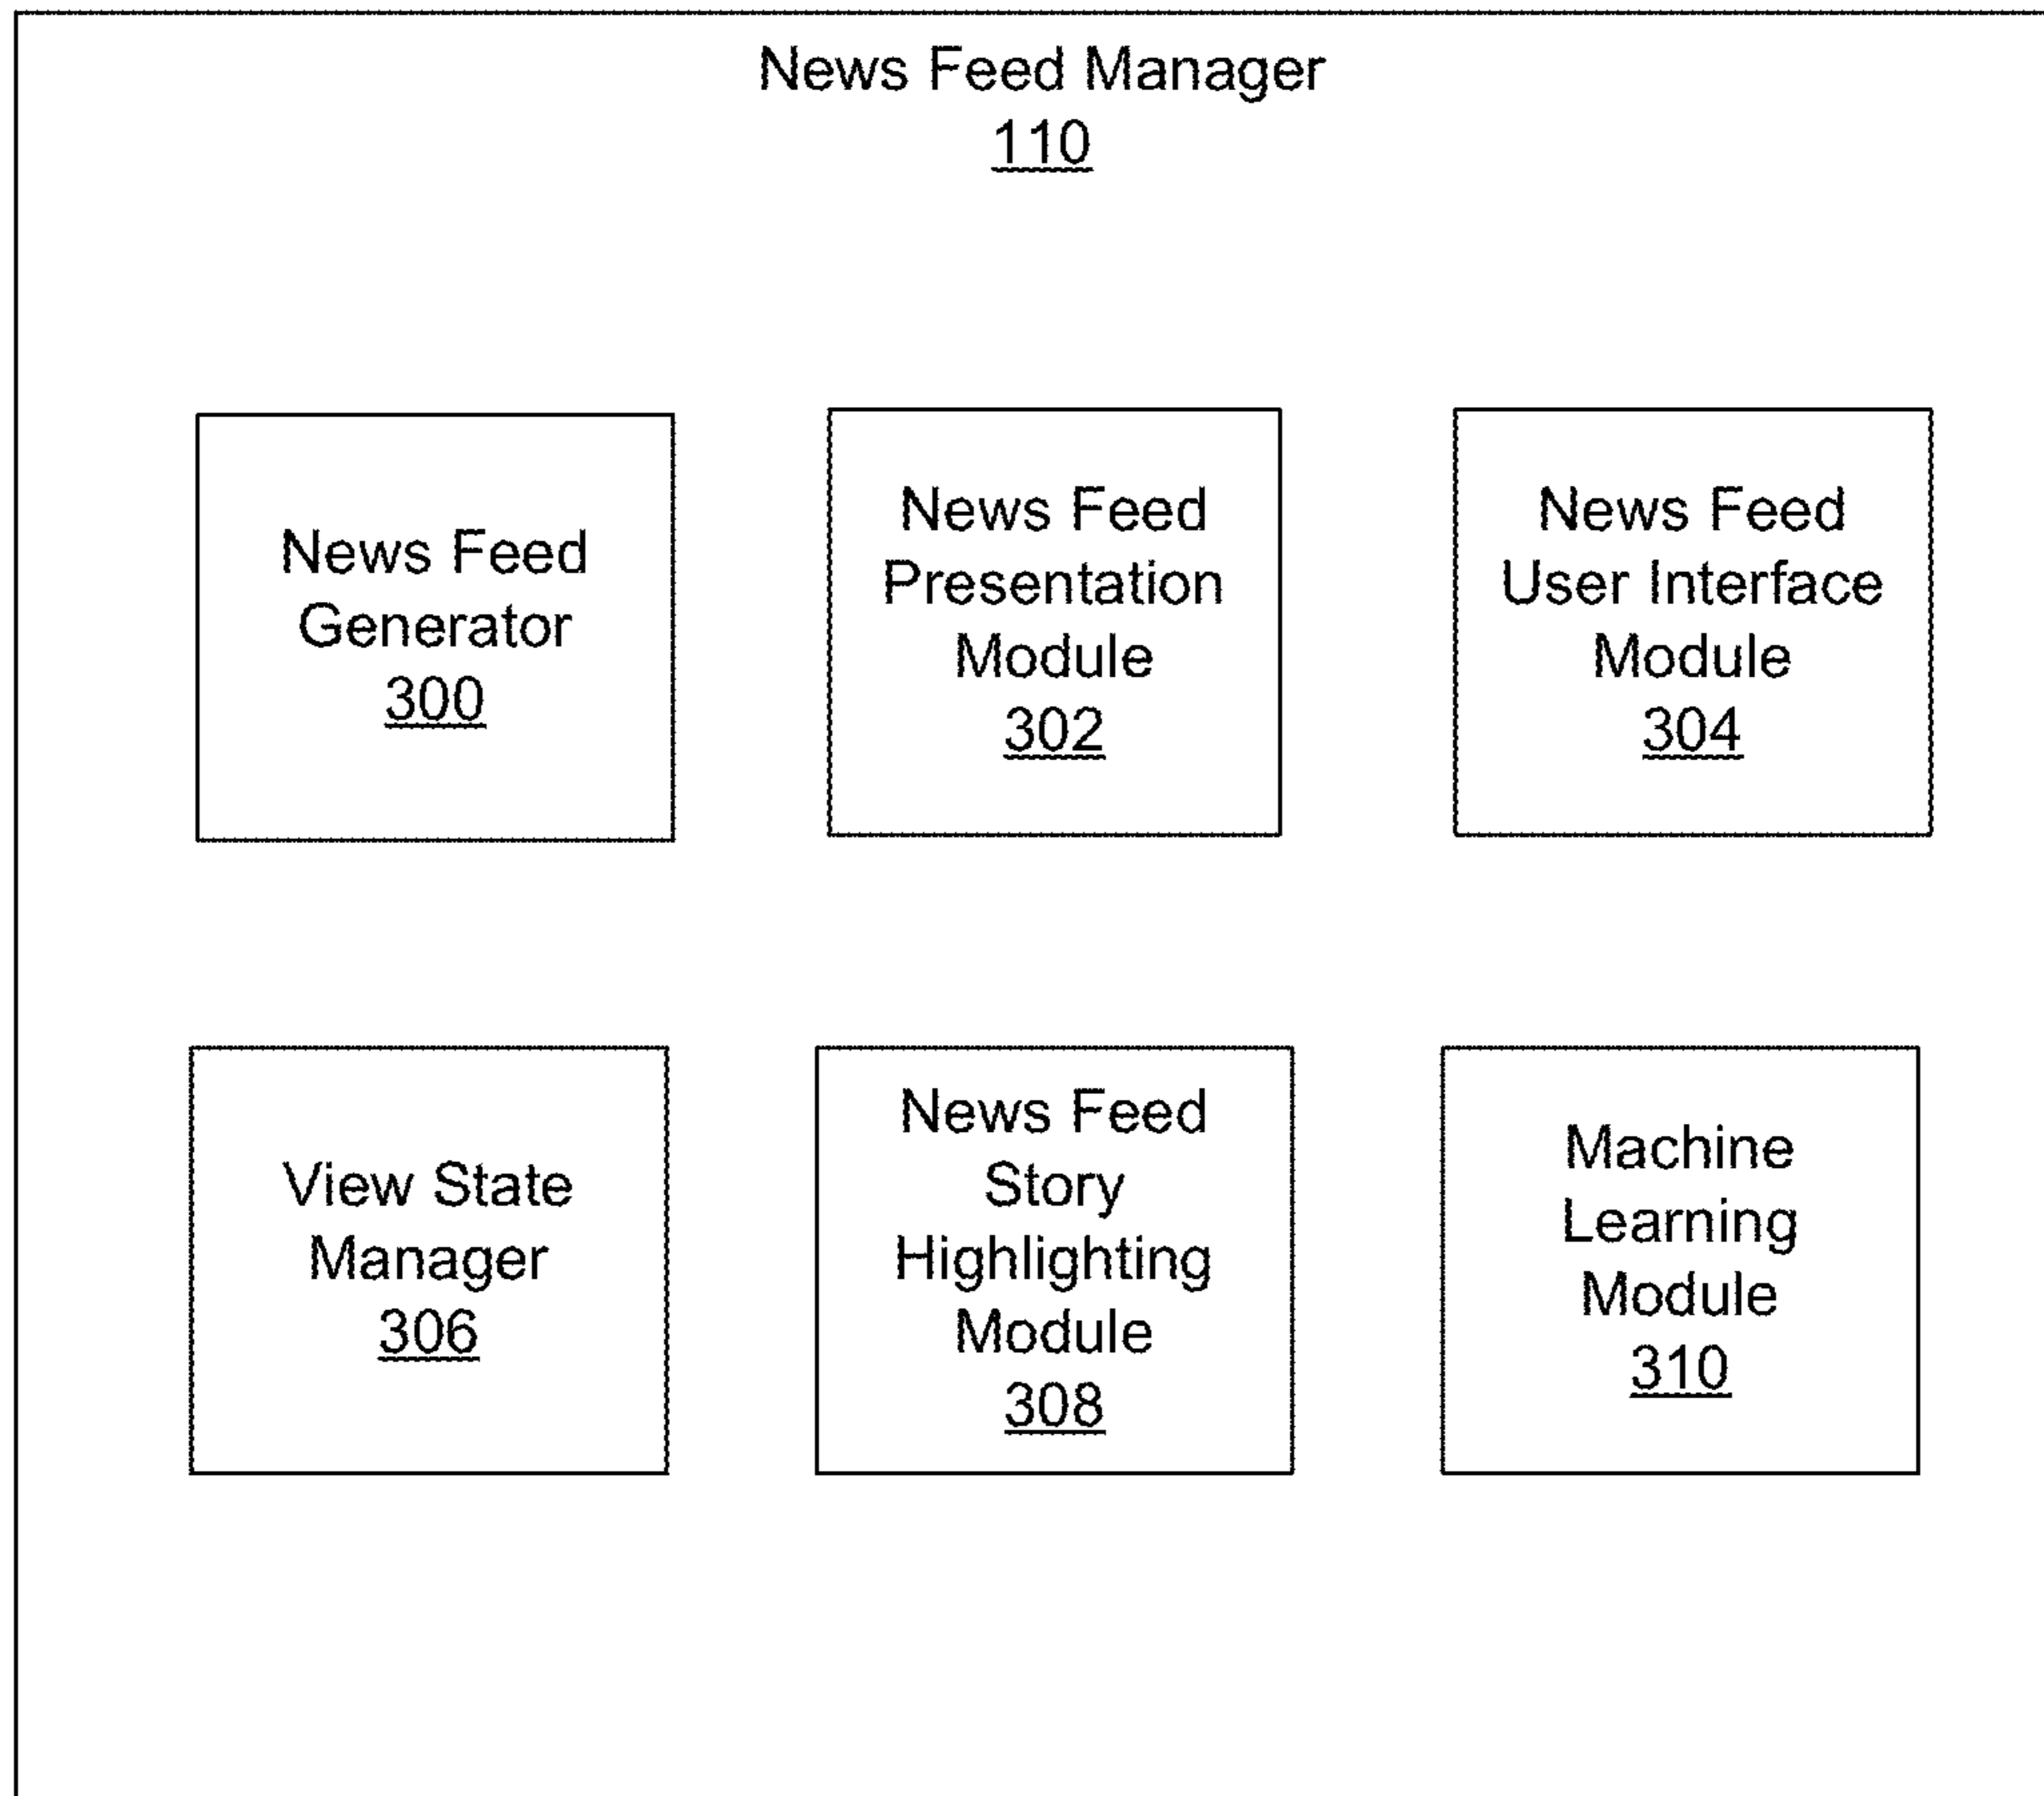 News Feed Manager
110
News Feed
Generator
300
News Feed
Presentation
Module
302
News Feed
User Interface
Module
304
View State
Manager
306
News Feed
Story
Highlighting
Module
308
Machine
Learning
Module
310